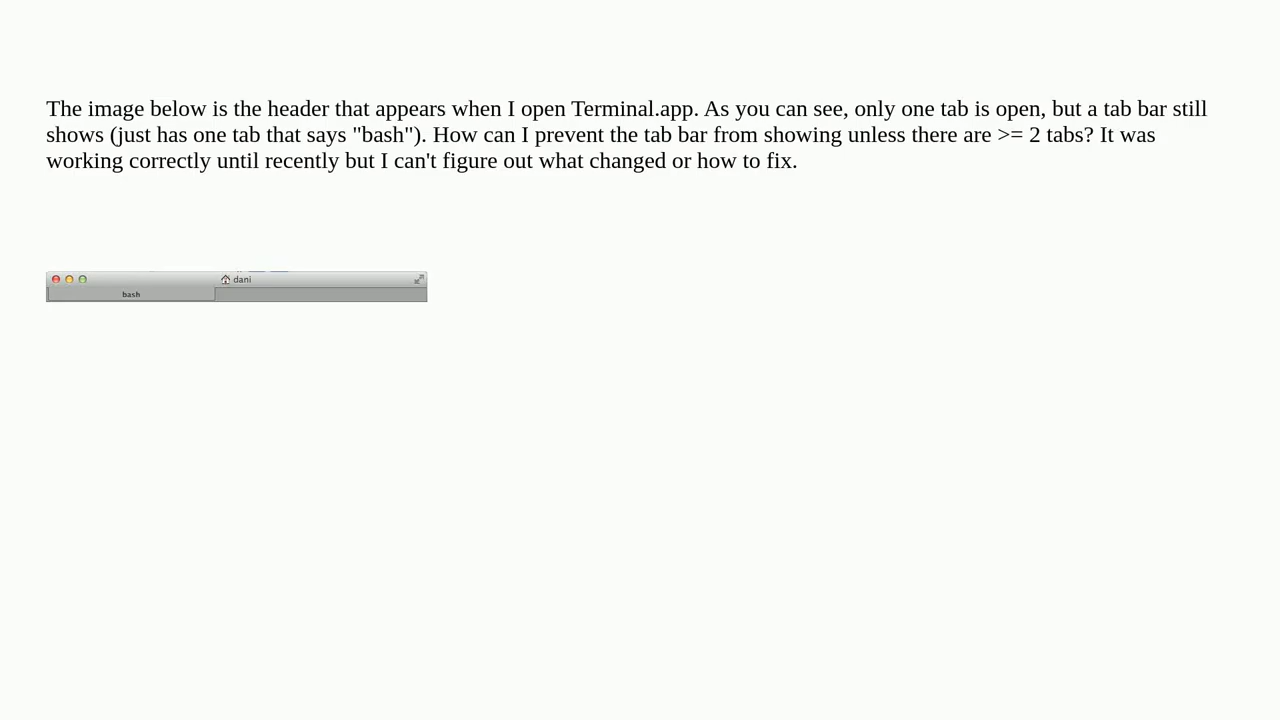 The image below is the header that appears when I open Terminal.app. As you can see, only one tab is open, but a tab bar still
shows (just has one tab that says "bash"). How can I prevent the tab bar from showing unless there are >= 2 tabs? It was
working correctly until recently but I can't figure out what changed or how to fix.
dani
bash